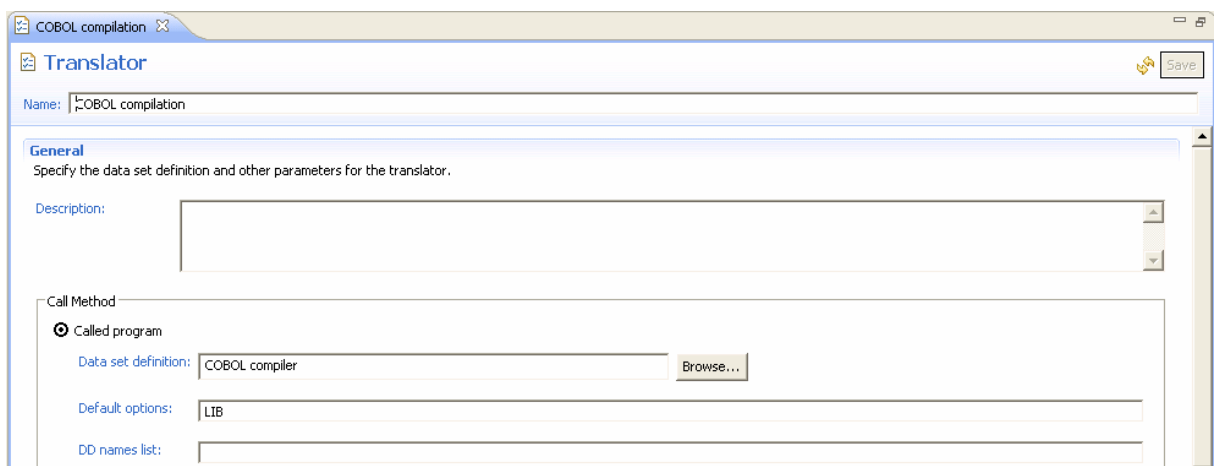 COBOL compilation
Translator
Save
Name: COBOL compilation
General
Specify the data set definition and other parameters for the translator.
Description:
Call Method
Called program
Data set definition: COBOL compiler Browse...
Default options: LIB
DD names list: